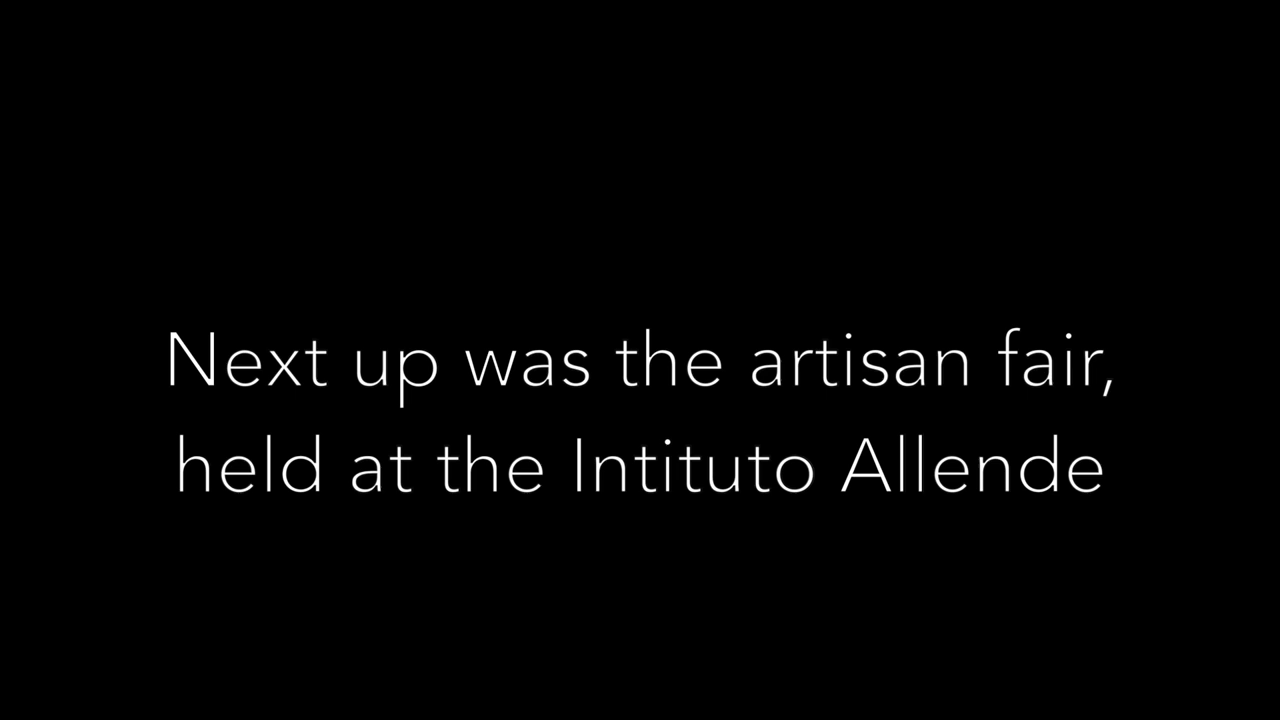 Next up was the artisan fair,
held at the Intituto Allende